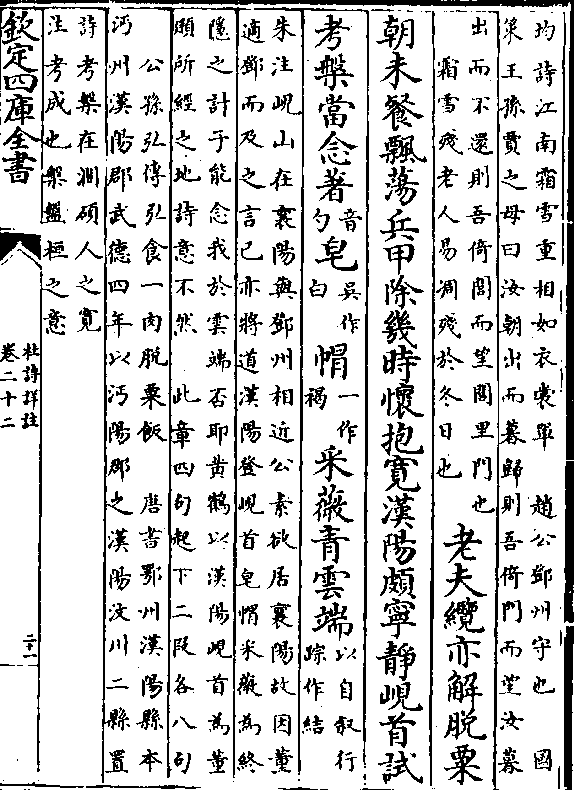 均詩江南霜雪重相如衣裳單 趙公鄧州守也 國
策王孫賈之母曰汝朝出而暮歸則吾倚門而望汝暮
出而不還則吾倚閭而望閭里門也
霜雪殘老人易凋殘於冬日也
老夫纜亦解脫粟
朝未餐飄蕩兵甲除幾時懷抱寬漢陽頗寧靜峴首試
考槃當念著音勺皂吳作白帽一作褐采薇青雲端以自叙行踪作結
朱注峴山在襄陽與鄧州相近公素欲居襄陽故因董
適鄧而及之言己亦將道漢陽登峴首皂帽采薇為終
隱之計子能念我於雲端否耶黄鶴以漢陽峴首為董
頲所經之地詩意不然 此章四句起下二段各八句
公孫弘傳弘食一肉脫粟飯 唐書鄂州漢陽縣本
沔州漢陽郡武德四年以沔陽郡之漢陽汶川二縣置
詩考槃在澗碩人之寬
注考成也槃盤桓之意
欽定四庫全書
杜詩詳註
卷二十二
二十一